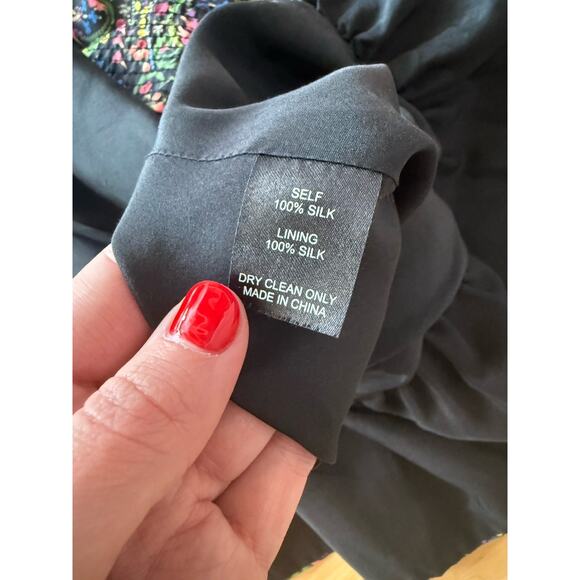 SELF
100% SILK
LINING
100% SILK
DRY CLEAN ONLY
MADE IN CHINA